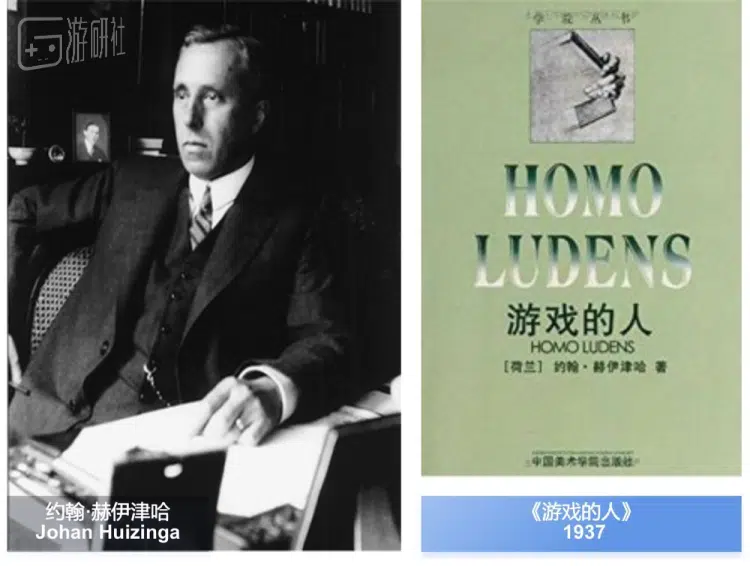 游研社
约翰·赫伊津哈
Johan Huizinga
学院丛书
HOMO
LUDENS
游戏的人
HOMO LUDENS
[荷兰] 约翰·赫伊津哈 著
中国美术学院出版社
《游戏的人》
1937